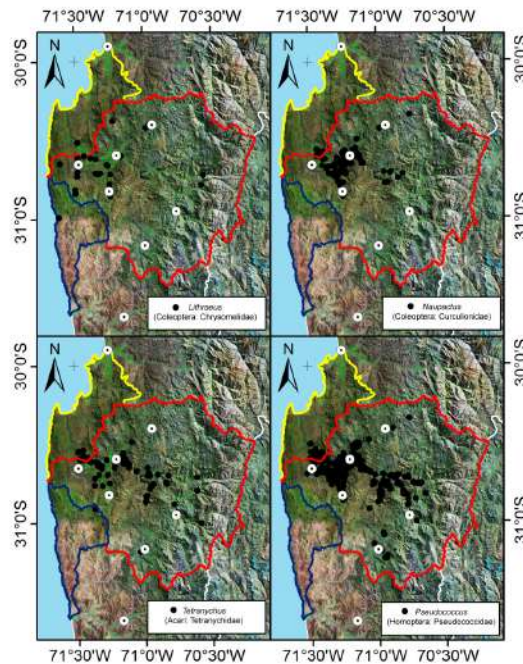 71°30'W 71°0'W 70°30'W 71°30'W 71°0'W 70°30'W
30°0'S
30°0'S
31°0'S
31°0'S
N
N
Lithraeus
(Coleoptera: Chrysomelidae)
Naupactus
(Coleoptera: Curculionidae)
30°0'S
30°0'S
31°0'S
31°0'S
N
N
Tetranychus
(Acari: Tetranychidae)
Pseudococcus
(Homoptera: Pseudococcidae)
71°30'W 71°0'W 70°30'W 71°30'W 71°0'W 70°30'W